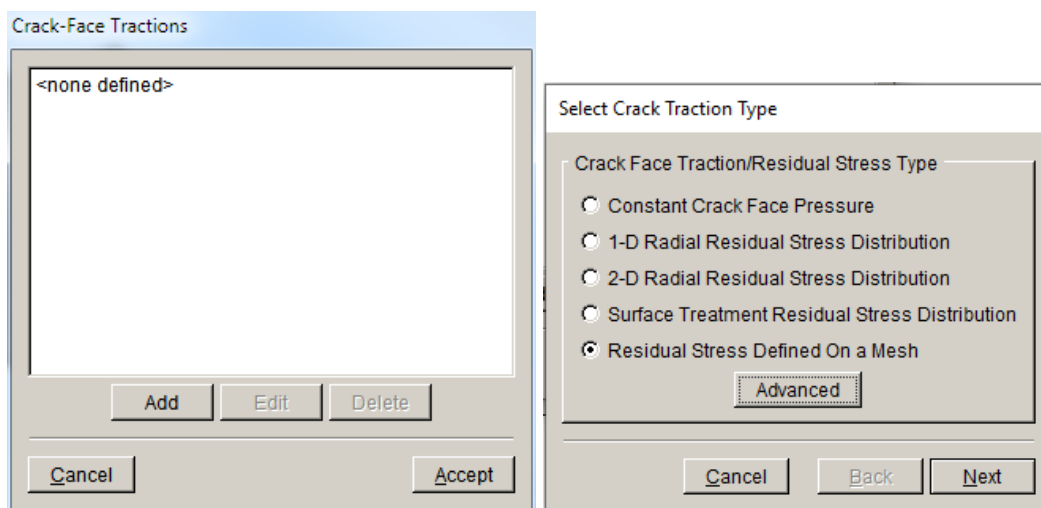 Crack-Face Tractions
<none defined>
Add
Edit
Delete
Cancel
Accept
Select Crack Traction Type
Crack Face Traction/Residual Stress Type
Constant Crack Face Pressure
1-D Radial Residual Stress Distribution
2-D Radial Residual Stress Distribution
Surface Treatment Residual Stress Distribution
Residual Stress Defined On a Mesh
Advanced
Cancel
Back
Next